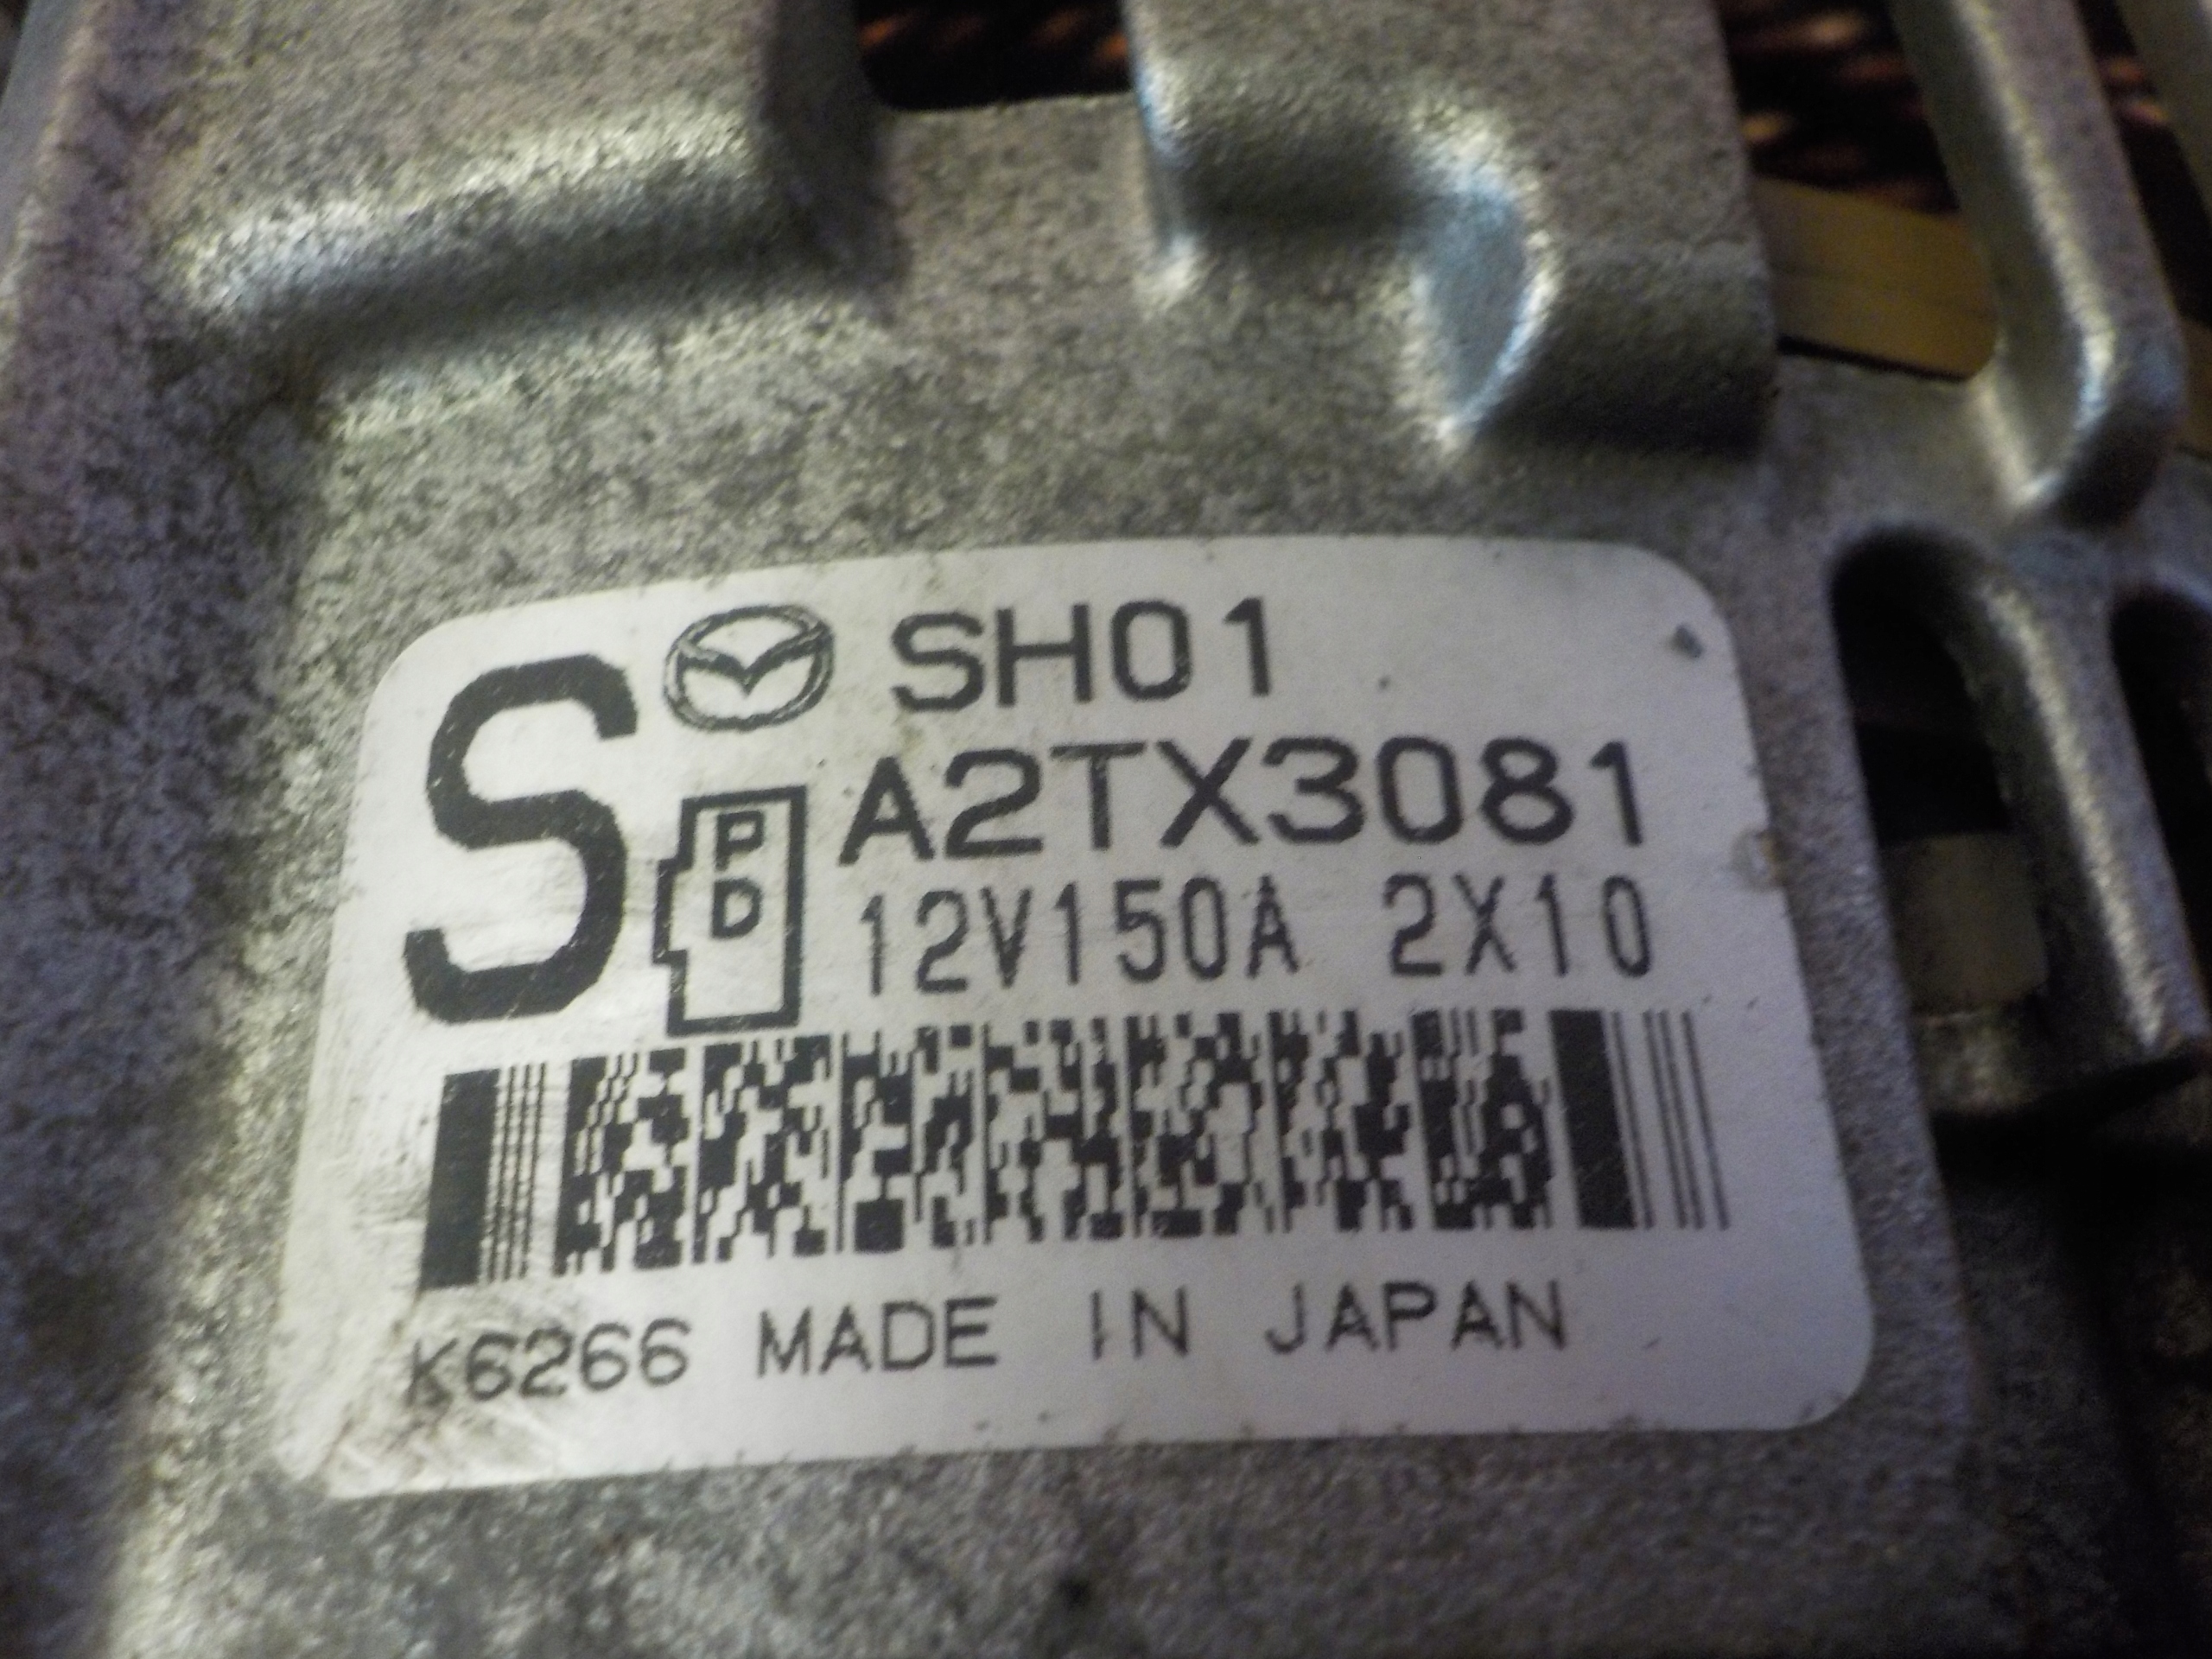 S SH01
A2TX3081
P
D
12V150A 2X10
K6266 MADE IN JAPAN